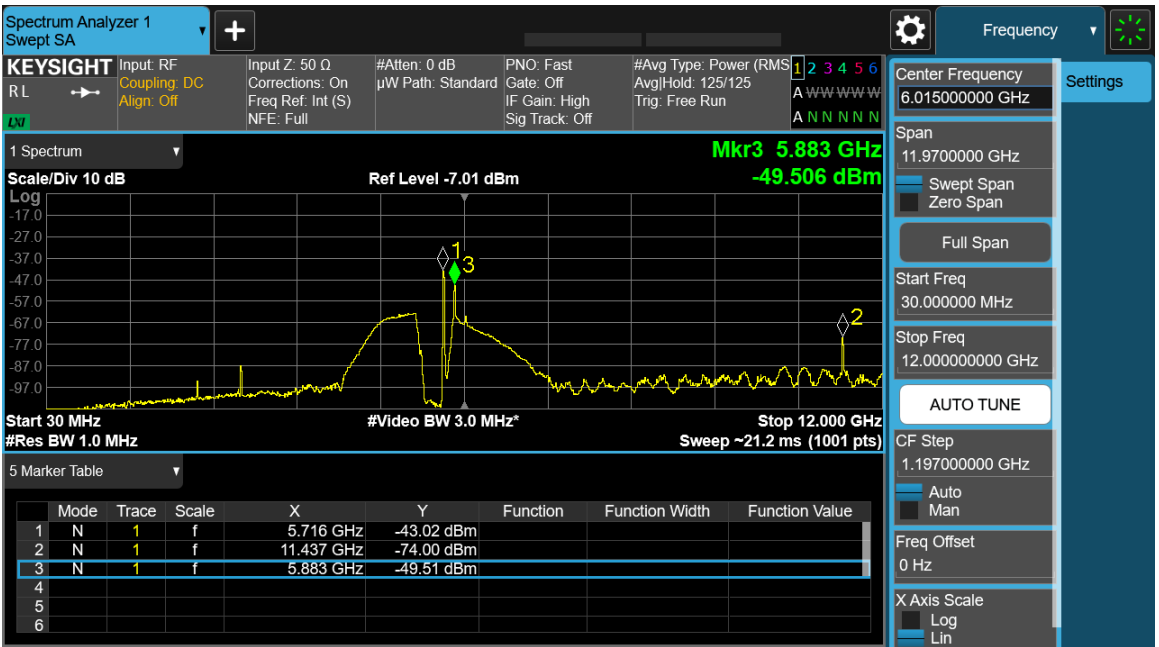 Spectrum Analyzer 1
Swept SA
+
Frequency
KEYSIGHT
RL
LXI
Input: RF
Coupling: DC
Align: Off
Input Z: 50 Ω
Corrections: On
Freq Ref: Int (S)
NFE: Full
#Atten: 0 dB
µW Path: Standard
PNO: Fast
Gate: Off
IF Gain: High
Sig Track: Off
#Avg Type: Power (RMS
Avg|Hold: 125/125
Trig: Free Run
1 2 3 4 5 6
A W W W W W
A N N N N N
1 Spectrum
Mkr3 5.883 GHz
Scale/Div 10 dB
Ref Level -7.01 dBm
-49.506 dBm
Log
-17.0
-27.0
-37.0
-47.0
-57.0
-67.0
-77.0
-87.0
-97.0
1
3
2
Start 30 MHz
#Video BW 3.0 MHz*
Stop 12.000 GHz
#Res BW 1.0 MHz
Sweep ~21.2 ms (1001 pts)
5 Marker Table
Mode Trace Scale X Y Function Function Width Function Value
1 N 1 f 5.716 GHz -43.02 dBm
2 N 1 f 11.437 GHz -74.00 dBm
3 N 1 f 5.883 GHz -49.51 dBm
4
5
6
Center Frequency
6.015000000 GHz
Span
11.9700000 GHz
Swept Span
Zero Span
Full Span
Start Freq
30.000000 MHz
Stop Freq
12.000000000 GHz
AUTO TUNE
CF Step
1.197000000 GHz
Auto
Man
Freq Offset
0 Hz
X Axis Scale
Log
Lin
Settings